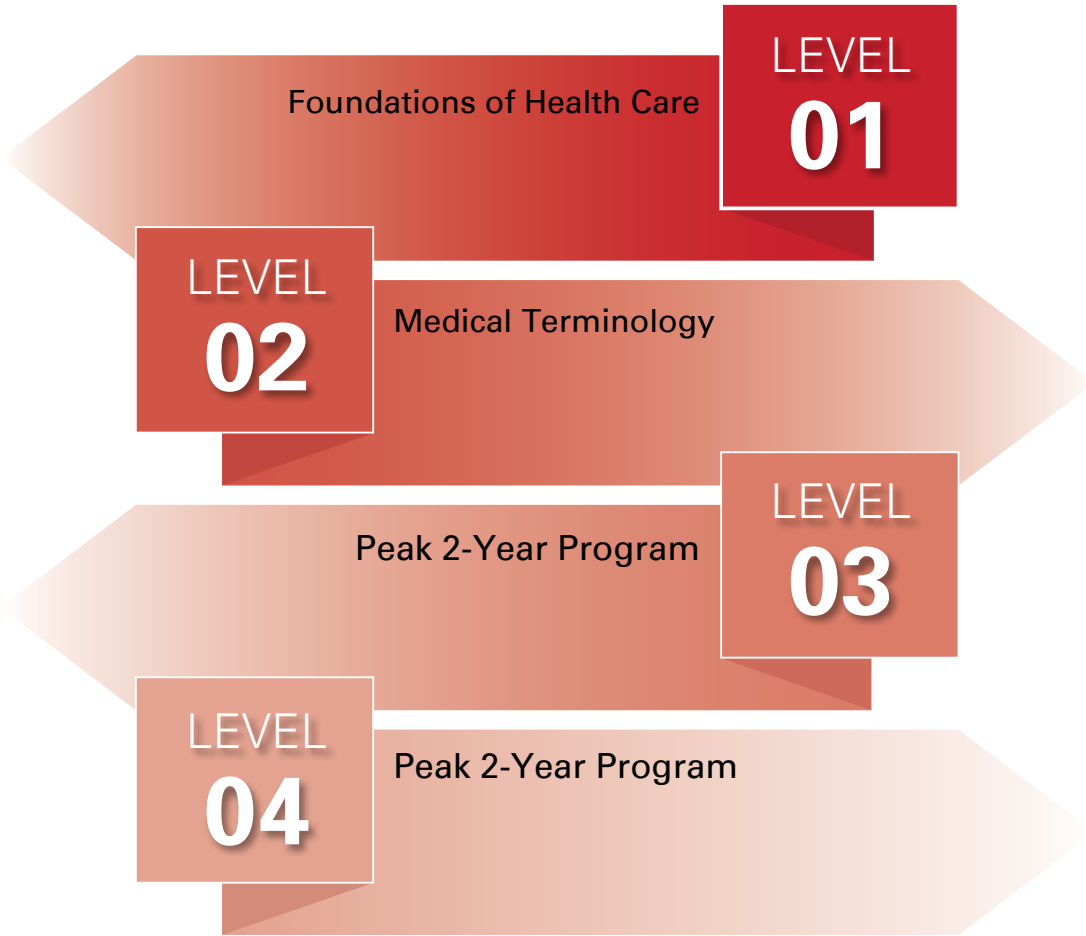 LEVEL
01
Foundations of Health Care
LEVEL
02
Medical Terminology
LEVEL
03
Peak 2-Year Program
LEVEL
04
Peak 2-Year Program